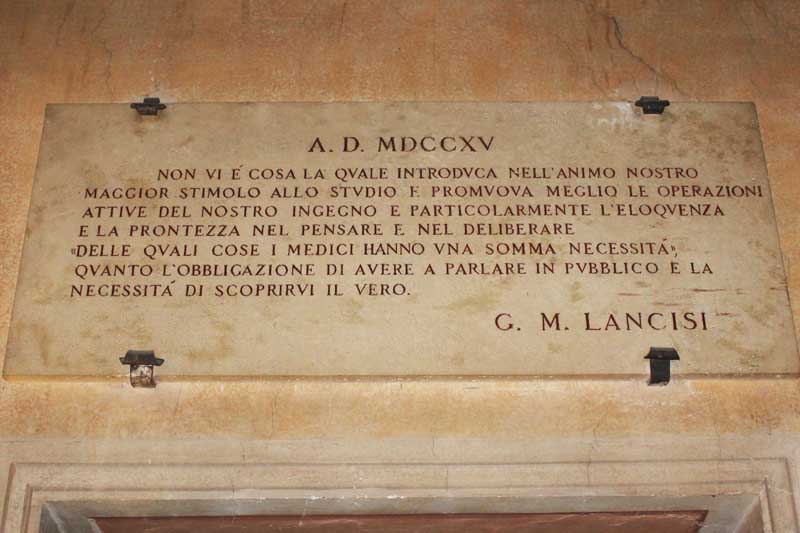 A. D. MDCCXV
NON VI É COSA LA QVALE INTRODVCA NELL'ANIMO NOSTRO
MAGGIOR STIMOLO ALLO STVDIO E PROMVOVA MEGLIO LE OPERAZIONI
ATTIVE DEL NOSTRO INGEGNO E PARTICOLARMENTE L'ELOQVENZA
E LA PRONTEZZA NEL PENSARE E NEL DELIBERARE
«DELLE QVALI COSE I MEDICI HANNO VNA SOMMA NECESSITÁ»,
QVANTO L'OBBLIGAZIONE DI AVERE A PARLARE IN PVBBLICO E LA
NECESSITÁ DI SCOPRIRVI IL VERO.
G. M. LANCISI